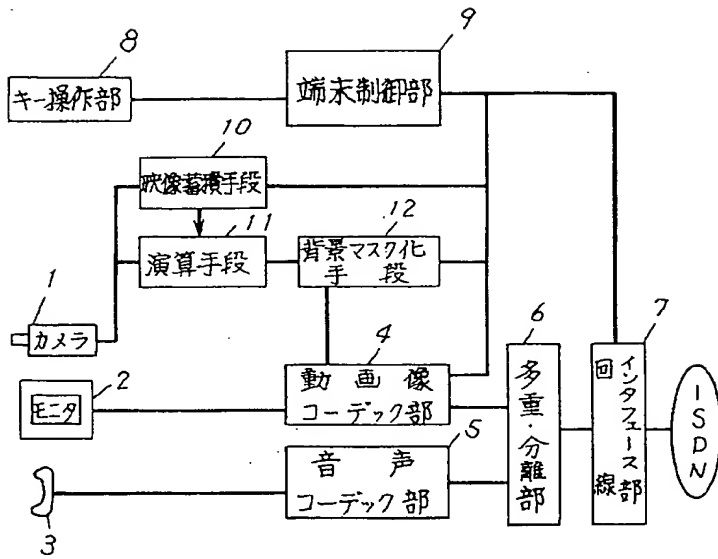 8
キー操作部
9
端末制御部
10
映像蓄積手段
11
演算手段
12
背景マスク化
手段
1
カメラ
2
モニタ
4
動画像
コーデック部
5
音声
コーデック部
3
6
多重・分離部
7
回線
インタフェース部
ISDN